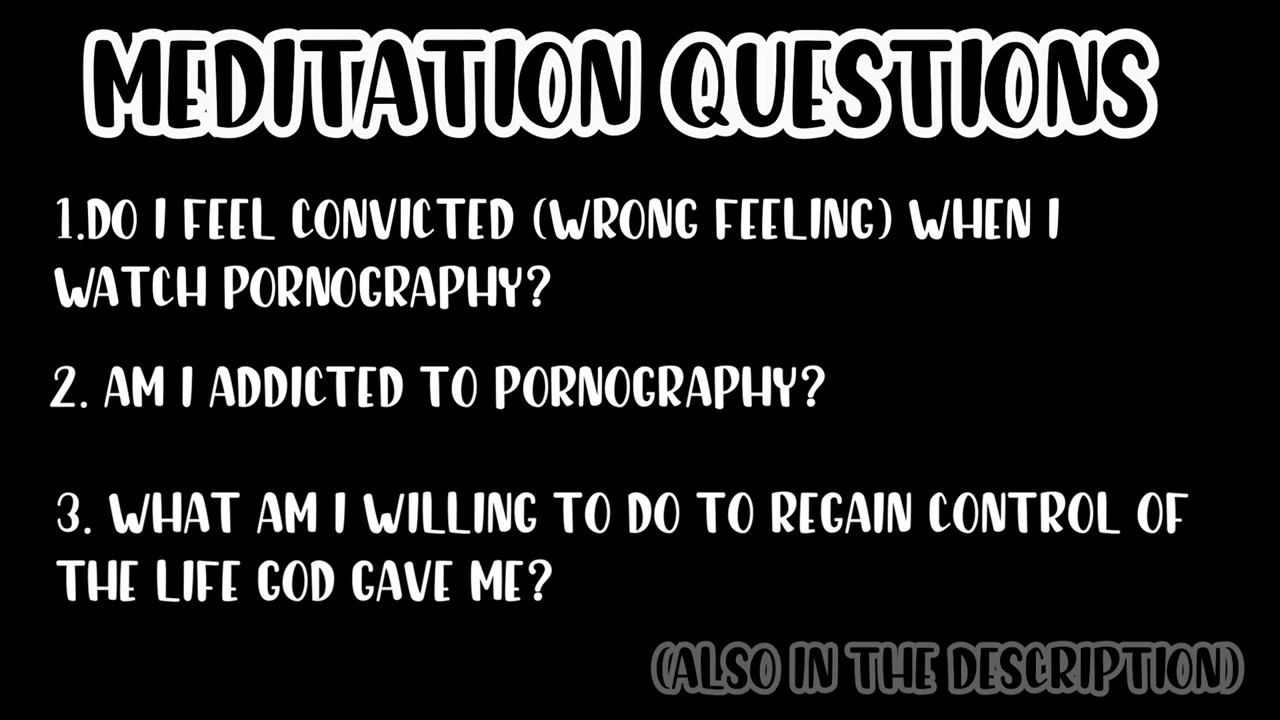 MEDITATION QUESTIONS
1.DO I FEEL CONVICTED (WRONG FEELING) WHEN I
WATCH PORNOGRAPHY?
2. AM I ADDICTED TO PORNOGRAPHY?
3. WHAT AM I WILLING TO DO TO REGAIN CONTROL OF
THE LIFE GOD GAVE ME?
(ALSO IN THE DESCRIPTION)